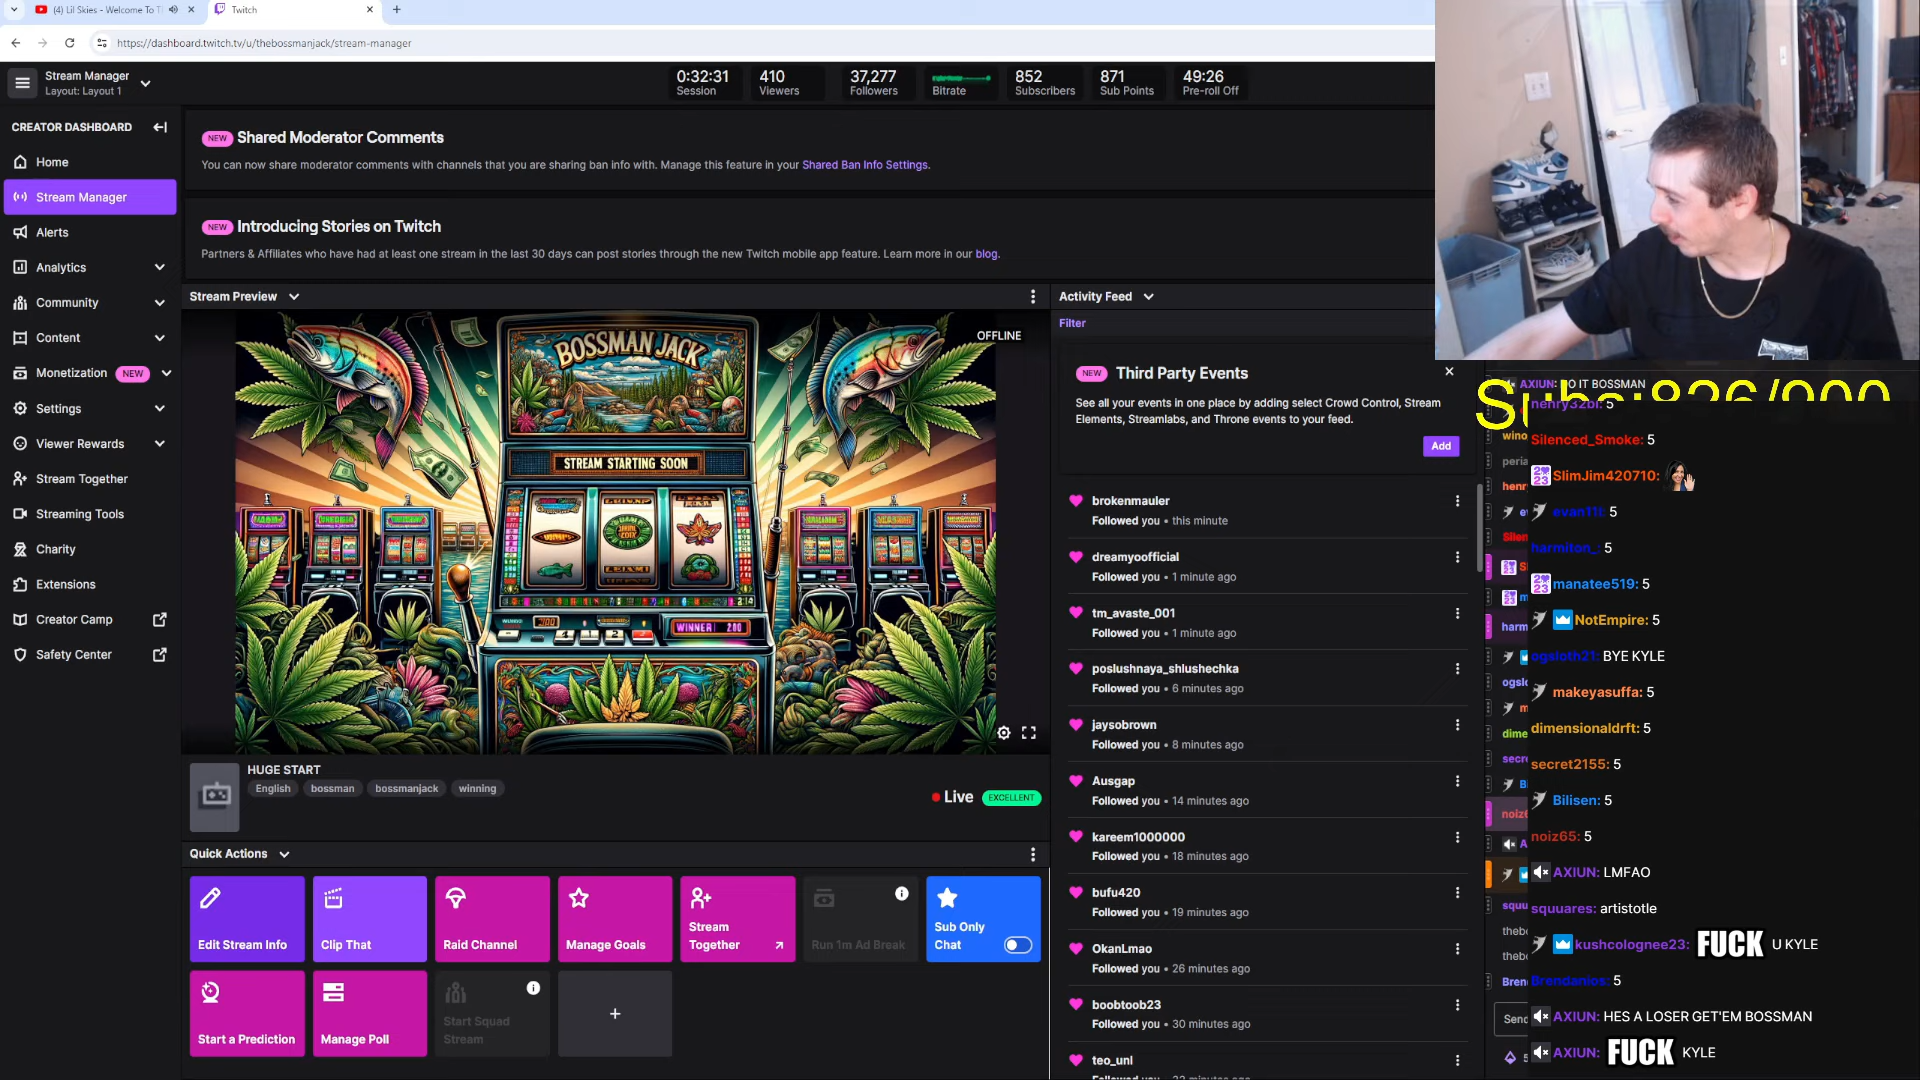 (4) Lil Skies - Welcome To T
Twitch
https://dashboard.twitch.tv/u/thebossmanjack/stream-manager
Stream Manager
Layout: Layout 1
0:32:31
Session
410
Viewers
37,277
Followers
Bitrate
852
Subscribers
871
Sub Points
49:26
Pre-roll Off
CREATOR DASHBOARD
Home
Stream Manager
Alerts
Analytics
Community
Content
Monetization NEW
Settings
Viewer Rewards
Stream Together
Streaming Tools
Charity
Extensions
Creator Camp
Safety Center
NEW Shared Moderator Comments
You can now share moderator comments with channels that you are sharing ban info with. Manage this feature in your Shared Ban Info Settings.
NEW Introducing Stories on Twitch
Partners & Affiliates who have had at least one stream in the last 30 days can post stories through the new Twitch mobile app feature. Learn more in our blog.
Stream Preview
OFFLINE
BOSSMAN JACK
STREAM STARTING SOON
WINNER! 200
HUGE START
English bossman bossmanjack winning
Live EXCELLENT
Quick Actions
Edit Stream Info
Clip That
Raid Channel
Manage Goals
Stream Together
Run 1m Ad Break
Sub Only Chat
Start a Prediction
Manage Poll
Start Squad Stream
Activity Feed
Filter
NEW Third Party Events
See all your events in one place by adding select Crowd Control, Stream
Elements, Streamlabs, and Throne events to your feed.
Add
brokenmauler
Followed you • this minute
dreamyoofficial
Followed you • 1 minute ago
tm_avaste_001
Followed you • 1 minute ago
poslushnaya_shlushechka
Followed you • 6 minutes ago
jaysobrown
Followed you • 8 minutes ago
Ausgap
Followed you • 14 minutes ago
kareem1000000
Followed you • 18 minutes ago
bufu420
Followed you • 19 minutes ago
OkanLmao
Followed you • 26 minutes ago
boobtoob23
Followed you • 30 minutes ago
teo_uni
AXIUN: DO IT BOSSMAN
Subs:826/900
henry32bl: 5
Silenced_Smoke: 5
SlimJim420710:
evan11l: 5
harmiton_: 5
manatee519: 5
NotEmpire: 5
ogsloth21: BYE KYLE
makeyasuffa: 5
dimensionaldrft: 5
secret2155: 5
Bilisen: 5
noiz65: 5
AXIUN: LMFAO
squuares: artistotle
kushcolognee23: FUCK U KYLE
Brendanios: 5
AXIUN: HES A LOSER GET'EM BOSSMAN
AXIUN: FUCK KYLE